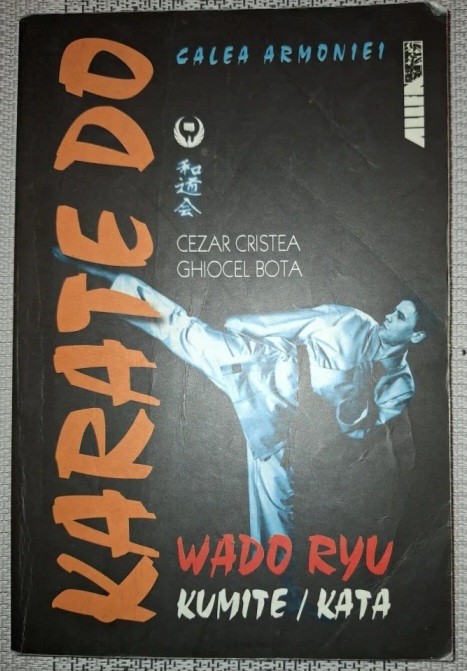 CALEA ARMONIEI
KARATE DO
和
道
会
CEZAR CRISTEA
GHIOCEL BOTA
WADO RYU
KUMITE / KATA